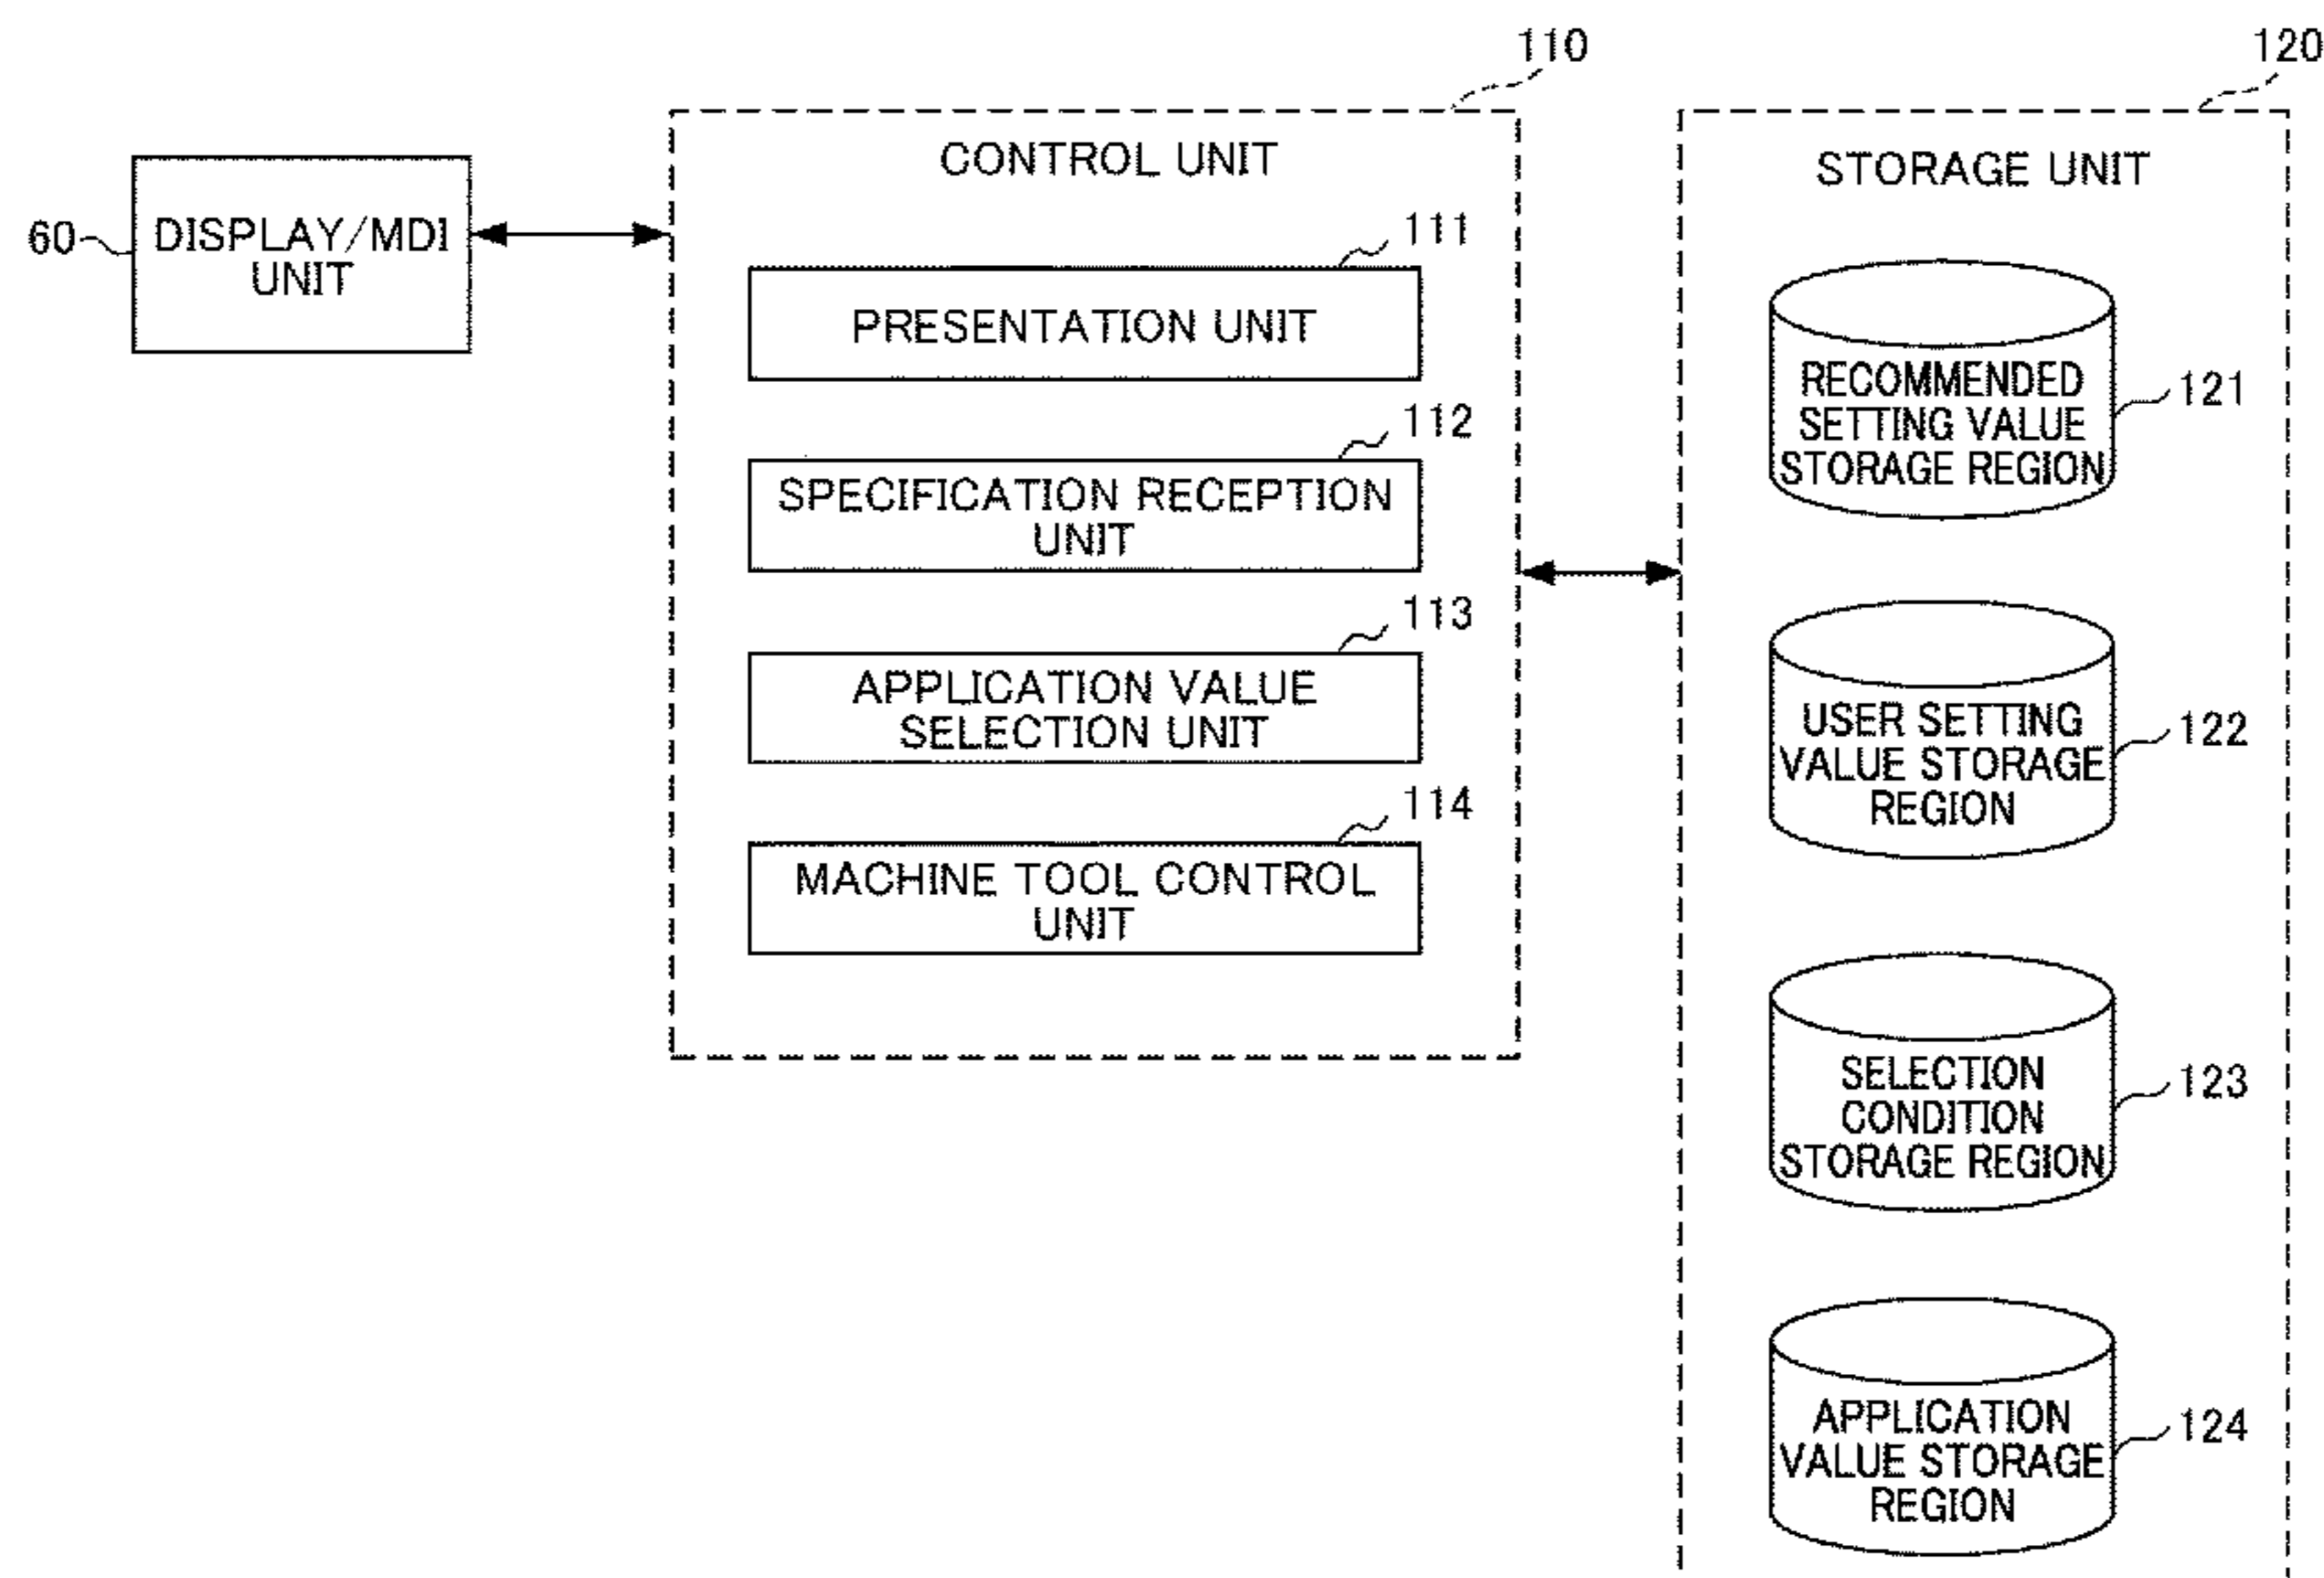 110
120
CONTROL UNIT
STORAGE UNIT
60
DISPLAY/MDI
UNIT
111
PRESENTATION UNIT
112
SPECIFICATION RECEPTION
UNIT
113
APPLICATION VALUE
SELECTION UNIT
114
MACHINE TOOL CONTROL
UNIT
RECOMMENDED
SETTING VALUE
STORAGE REGION
121
USER SETTING
VALUE STORAGE
REGION
122
SELECTION
CONDITION
STORAGE REGION
123
APPLICATION
VALUE STORAGE
REGION
124